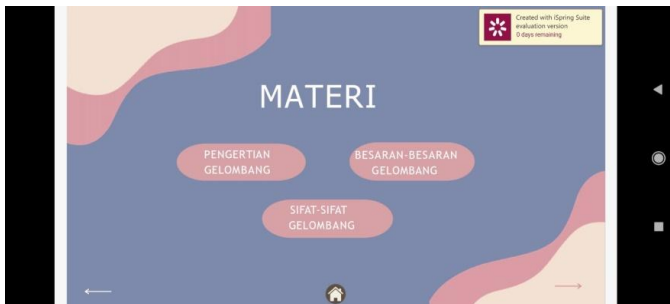 Created with iSpring Suite
evaluation version
0 days remaining
MATERI
PENGERTIAN
GELOMBANG
BESARAN-BESARAN
GELOMBANG
SIFAT-SIFAT
GELOMBANG